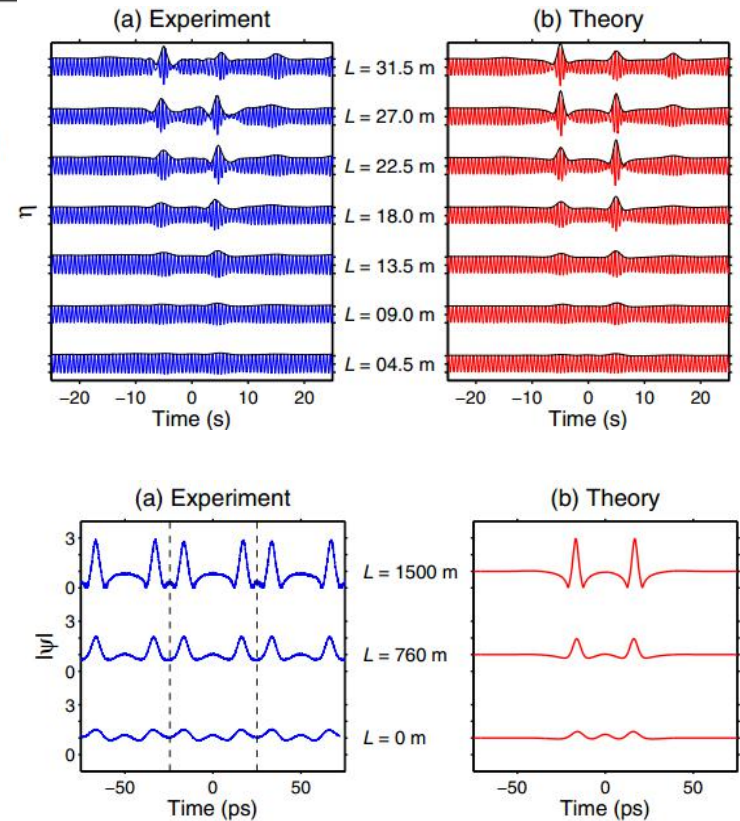 (a) Experiment
(b) Theory
η
L = 31.5 m
L = 27.0 m
L = 22.5 m
L = 18.0 m
L = 13.5 m
L = 09.0 m
L = 04.5 m
−20 −10 0 10 20
−20 −10 0 10 20
Time (s)
Time (s)
(a) Experiment
(b) Theory
|ψ|
3
0
L = 1500 m
3
0
L = 760 m
3
0
L = 0 m
−50 0 50
−50 0 50
Time (ps)
Time (ps)